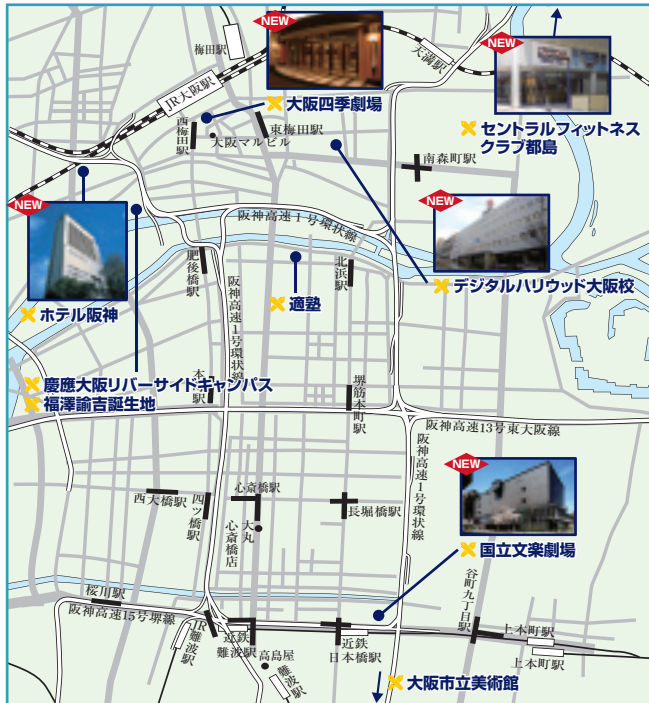 NEW
梅田駅
JR大阪駅
天満駅
NEW
大阪四季劇場
西梅田駅
東梅田駅
大阪マルビル
セントラルフィットネス
クラブ都島
南森町駅
NEW
NEW
阪神高速1号環状線
肥後橋駅
北浜駅
デジタルハリウッド大阪校
ホテル阪神
適塾
阪神高速1号環状線
本町駅
慶應大阪リバーサイドキャンパス
福澤諭吉誕生地
堺筋本町駅
阪神高速13号東大阪線
阪神高速1号環状線
NEW
西大橋駅
四ツ橋駅
心斎橋駅
大丸
心斎橋店
長堀橋駅
国立文楽劇場
谷町九丁目駅
桜川駅
阪神高速15号堺線
JR難波駅
近鉄
難波駅
高島屋
難波駅
近鉄
日本橋駅
上本町駅
上本町駅
大阪市立美術館